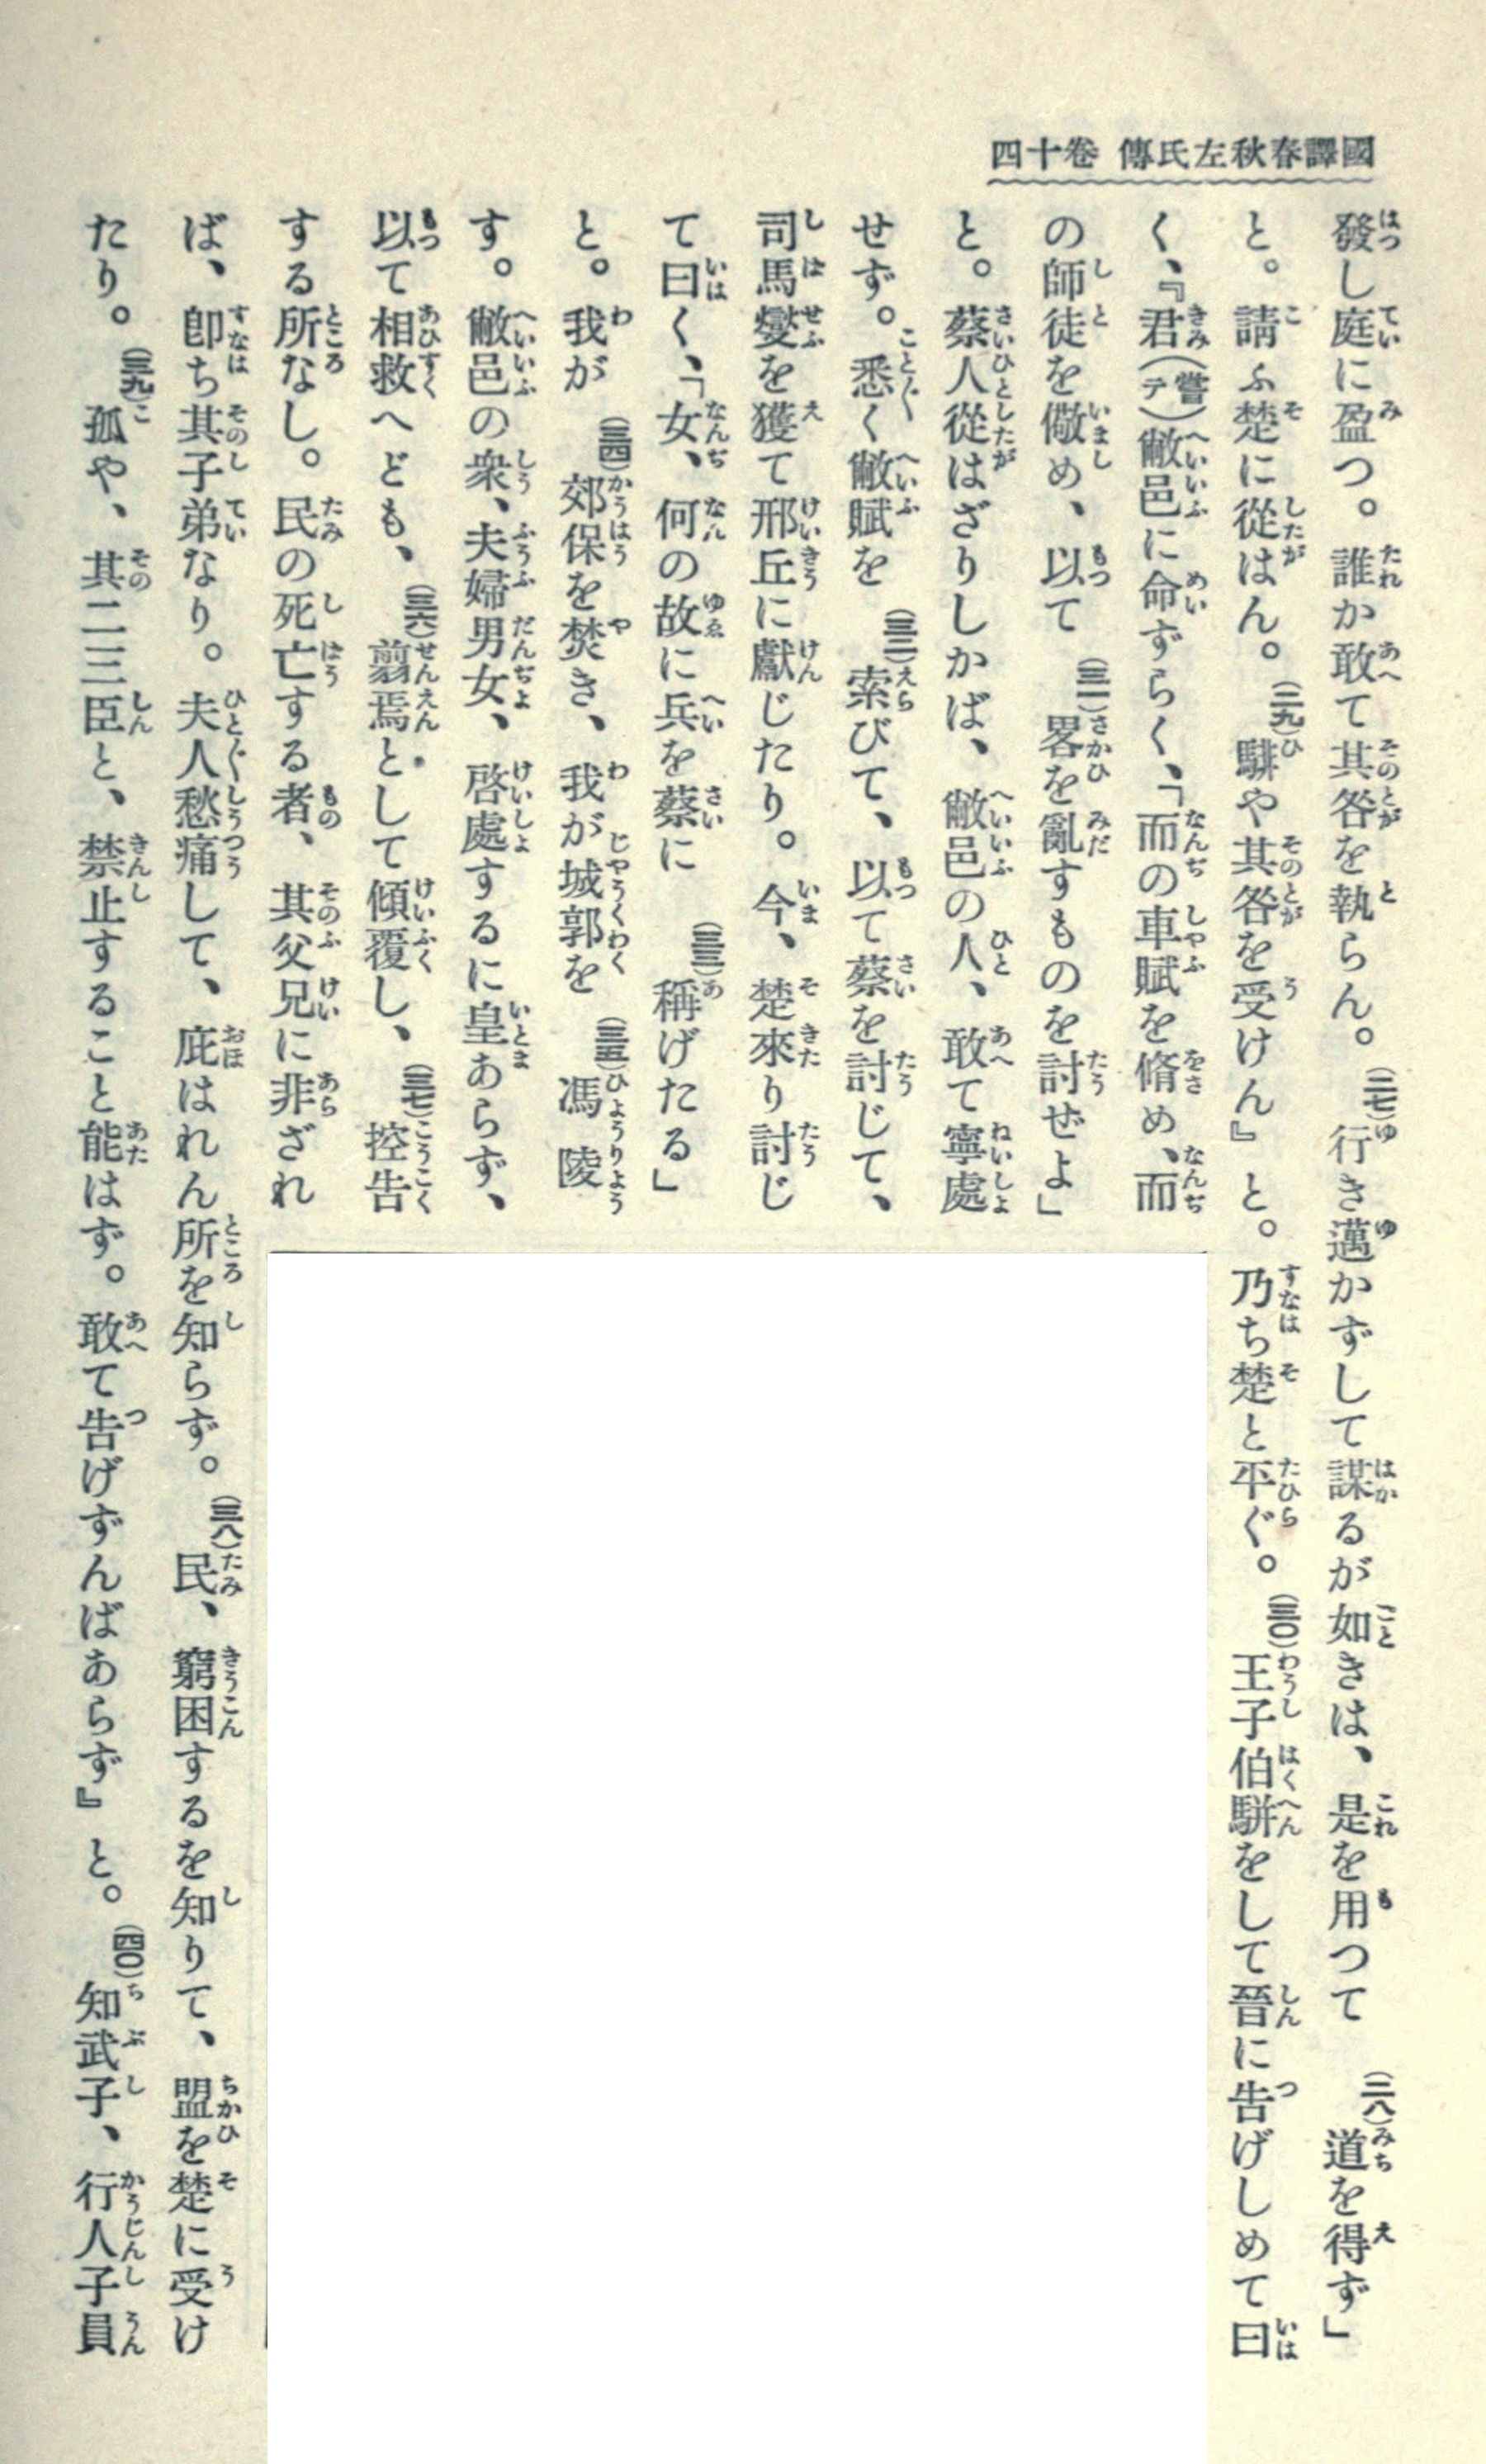 國譯春秋左氏傳 卷十四
發し庭に盈つ。誰か敢て其咎を執らん。(二七)行き邁かずして謀るが如きは、是を用つて(二八)道を得ず」
と。請ふ楚に從はん。(二九)騑や其咎を受けん』と。乃ち楚と平ぐ。(三〇)王子伯駢をして晉に告げしめて曰
く、『君(嘗テ)敝邑に命ずらく、「而の車賦を脩め、而
の師徒を儆め、以て(三一)畧を亂すものを討ぜよ」
と。蔡人從はざりしかば、敝邑の人、敢て寧處
せず。悉く敝賦を(三二)索びて、以て蔡を討じて、
司馬燮を獲て邢丘に獻じたり。今、楚來り討じ
て曰く、「女、何の故に兵を蔡に(三三)稱げたる」
と。我が(三四)郊保を焚き、我が城郭を(三五)馮陵
す。敝邑の衆、夫婦男女、啓處するに皇あらず、
以て相救へども、(三六)翦焉として傾覆し、(三七)控告
する所なし。民の死亡する者、其父兄に非ざれ
ば、卽ち其子弟なり。夫人愁痛して、庇はれん所を知らず。(三八)民、窮困するを知りて、盟を楚に受け
たり。(三九)孤や、其二三臣と、禁止すること能はず。敢て告げずんばあらず』と。(四〇)知武子、行人子員